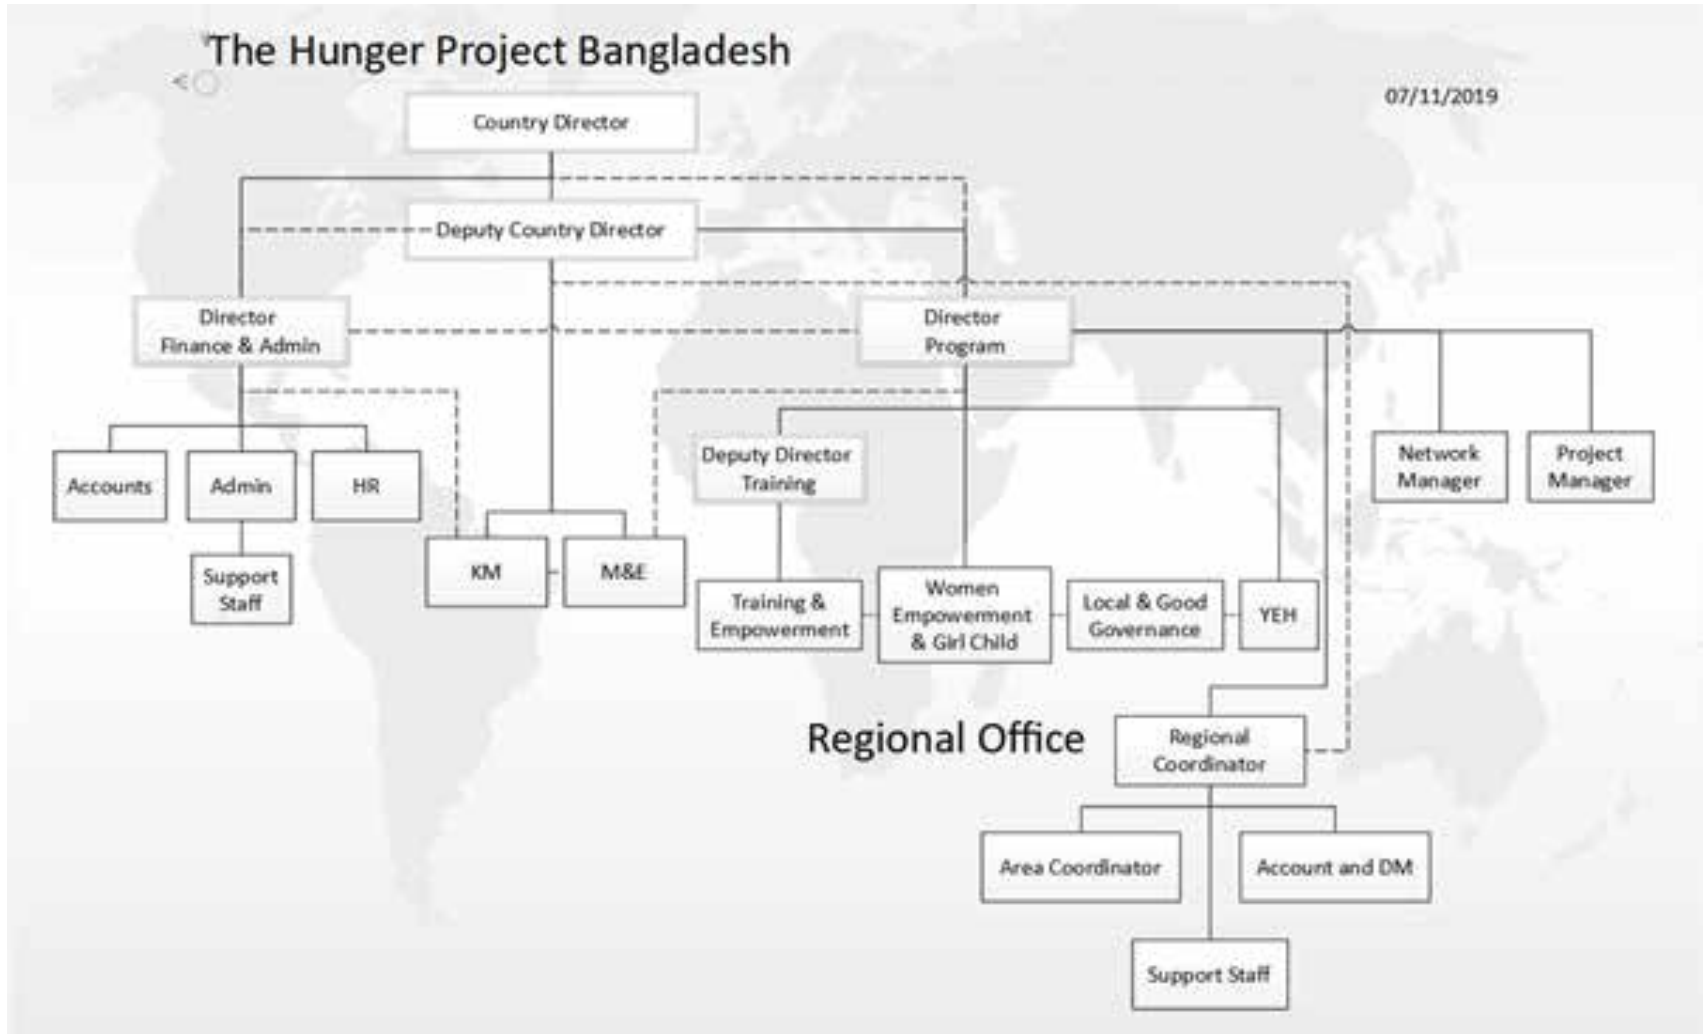 The Hunger Project Bangladesh
07/11/2019
Country Director
Deputy Country Director
Director
Finance & Admin
Director
Program
Accounts
Admin
HR
Support
Staff
KM
M&E
Deputy Director
Training
Network
Manager
Project
Manager
Training &
Empowerment
Women
Empowerment
& Girl Child
Local & Good
Governance
YEH
Regional Office
Regional
Coordinator
Area Coordinator
Account and DM
Support Staff